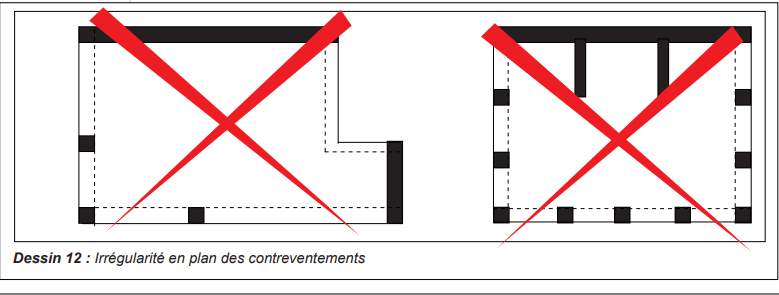 Dessin 12 : Irrégularité en plan des contreventements